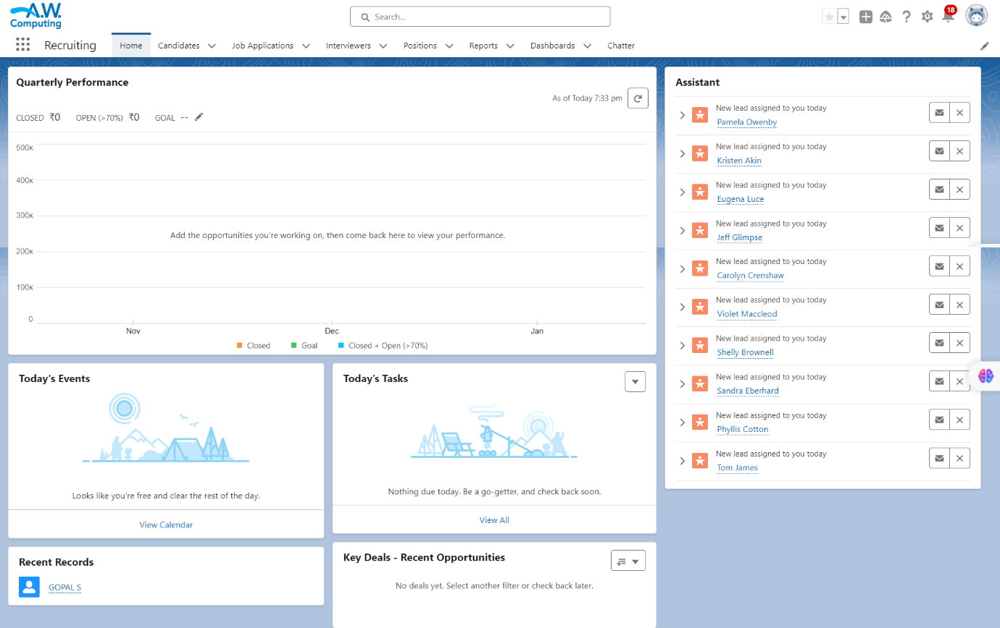 A.W.
Computing
Search...
18
Recruiting
Home
Candidates
Job Applications
Interviewers
Positions
Reports
Dashboards
Chatter
Quarterly Performance
As of Today 7:33 pm
CLOSED ₹0 OPEN (>70%) ₹0 GOAL --
500K
400K
300K
Add the opportunities you're working on, then come back here to view your performance.
200K
100K
0
Nov Dec Jan
Closed Goal Closed + Open (>70%)
Today's Events
Looks like you're free and clear the rest of the day.
View Calendar
Today's Tasks
Nothing due today. Be a go-getter, and check back soon.
View All
Recent Records
GOPAL S
Key Deals - Recent Opportunities
No deals yet. Select another filter or check back later.
Assistant
New lead assigned to you today
Pamela Owenby
New lead assigned to you today
Kristen Akin
New lead assigned to you today
Eugena Luce
New lead assigned to you today
Jeff Glimpse
New lead assigned to you today
Carolyn Crenshaw
New lead assigned to you today
Violet Maccleod
New lead assigned to you today
Shelly Brownell
New lead assigned to you today
Sandra Eberhard
New lead assigned to you today
Phyllis Cotton
New lead assigned to you today
Tom James